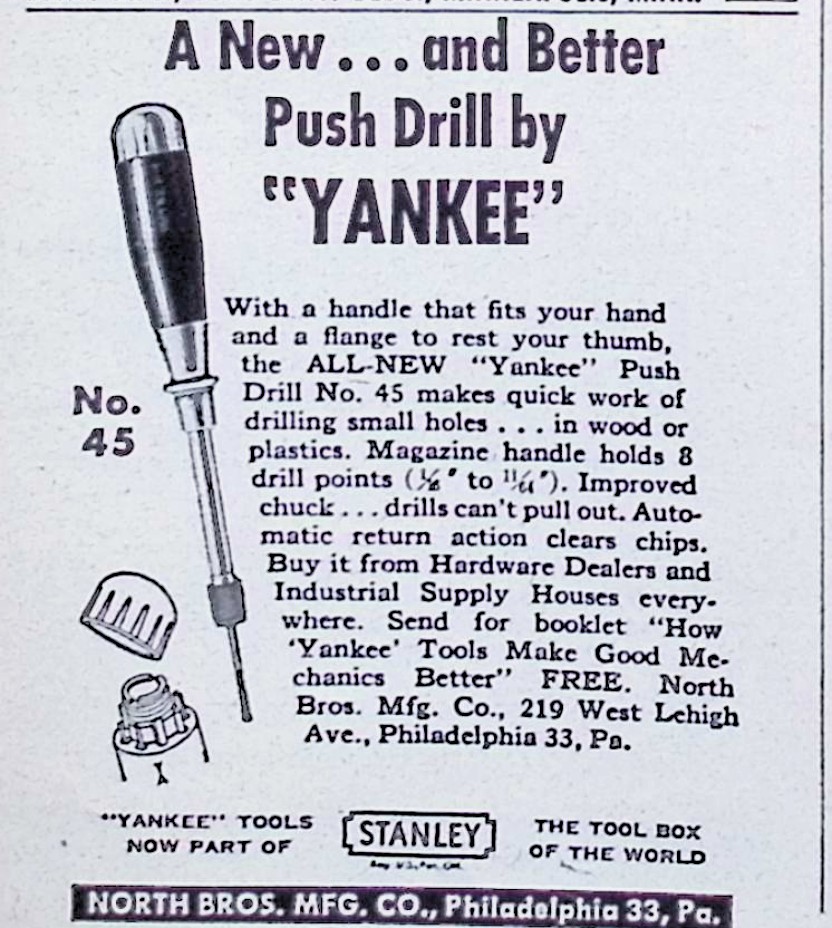 A New... and Better
Push Drill by
"YANKEE"
With a handle that fits your hand
and a flange to rest your thumb,
the ALL-NEW "Yankee" Push
Drill No. 45 makes quick work of
drilling small holes . . . in wood or
plastics. Magazine handle holds 8
drill points ( " to 11/64"). Improved
chuck... drills can't pull out. Auto-
matic return action clears chips.
Buy it from Hardware Dealers and
Industrial Supply Houses every-
where. Send for booklet "How
'Yankee' Tools Make Good Me-
chanics Better" FREE. North
Bros. Mfg. Co., 219 West Lehigh
Ave., Philadelphia 33, Pa.
No.
45
"YANKEE" TOOLS
NOW PART OF
STANLEY
THE TOOL BOX
OF THE WORLD
NORTH BROS. MFG. CO., Philadelphia 33, Pa.